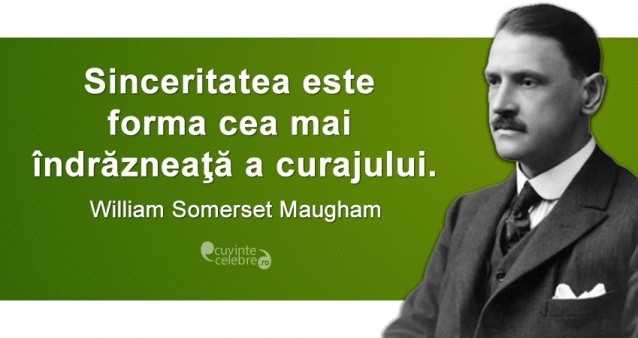 Sinceritatea este
forma cea mai
îndrăzneaţă a curajului.
William Somerset Maugham
cuvinte
celebre.ro